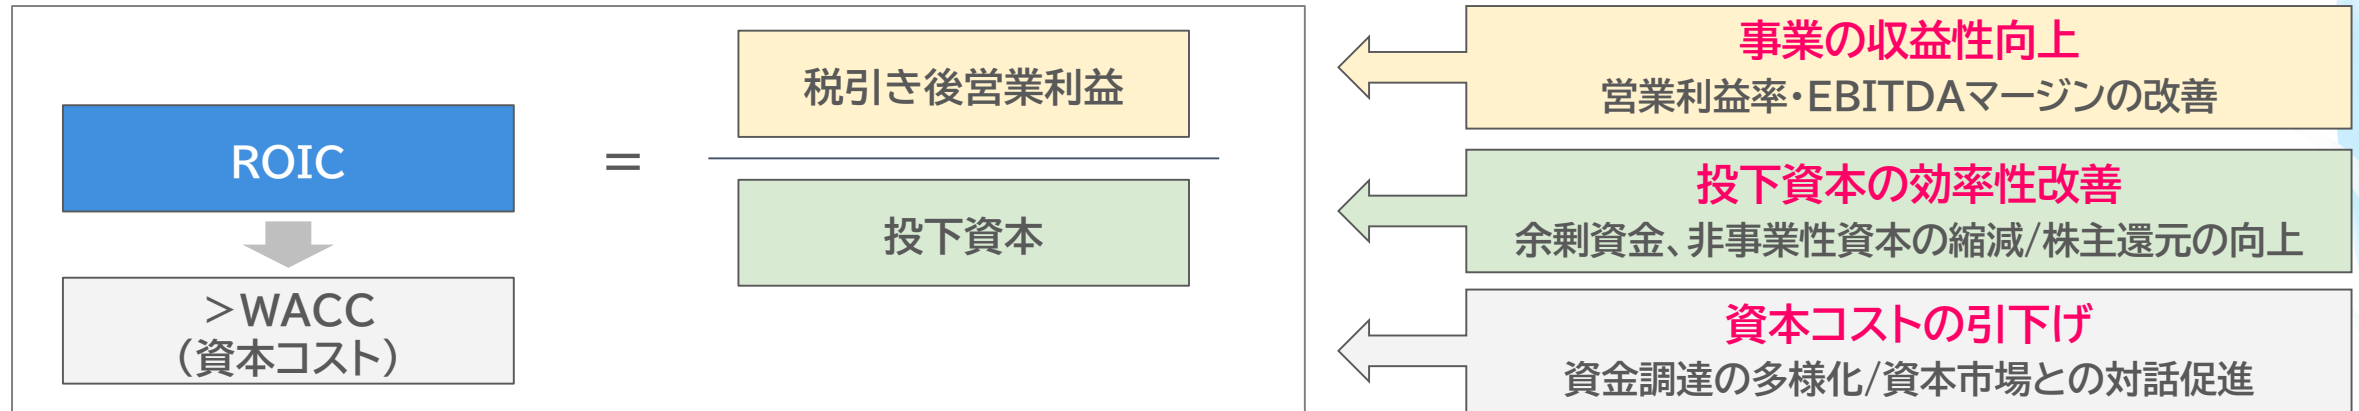 ROIC
>WACC
(資本コスト)
=
税引き後営業利益
投下資本
事業の収益性向上
営業利益率・EBITDAマージンの改善
投下資本の効率性改善
余剰資金、非事業性資本の縮減/株主還元の向上
資本コストの引下げ
資金調達の多様化/資本市場との対話促進